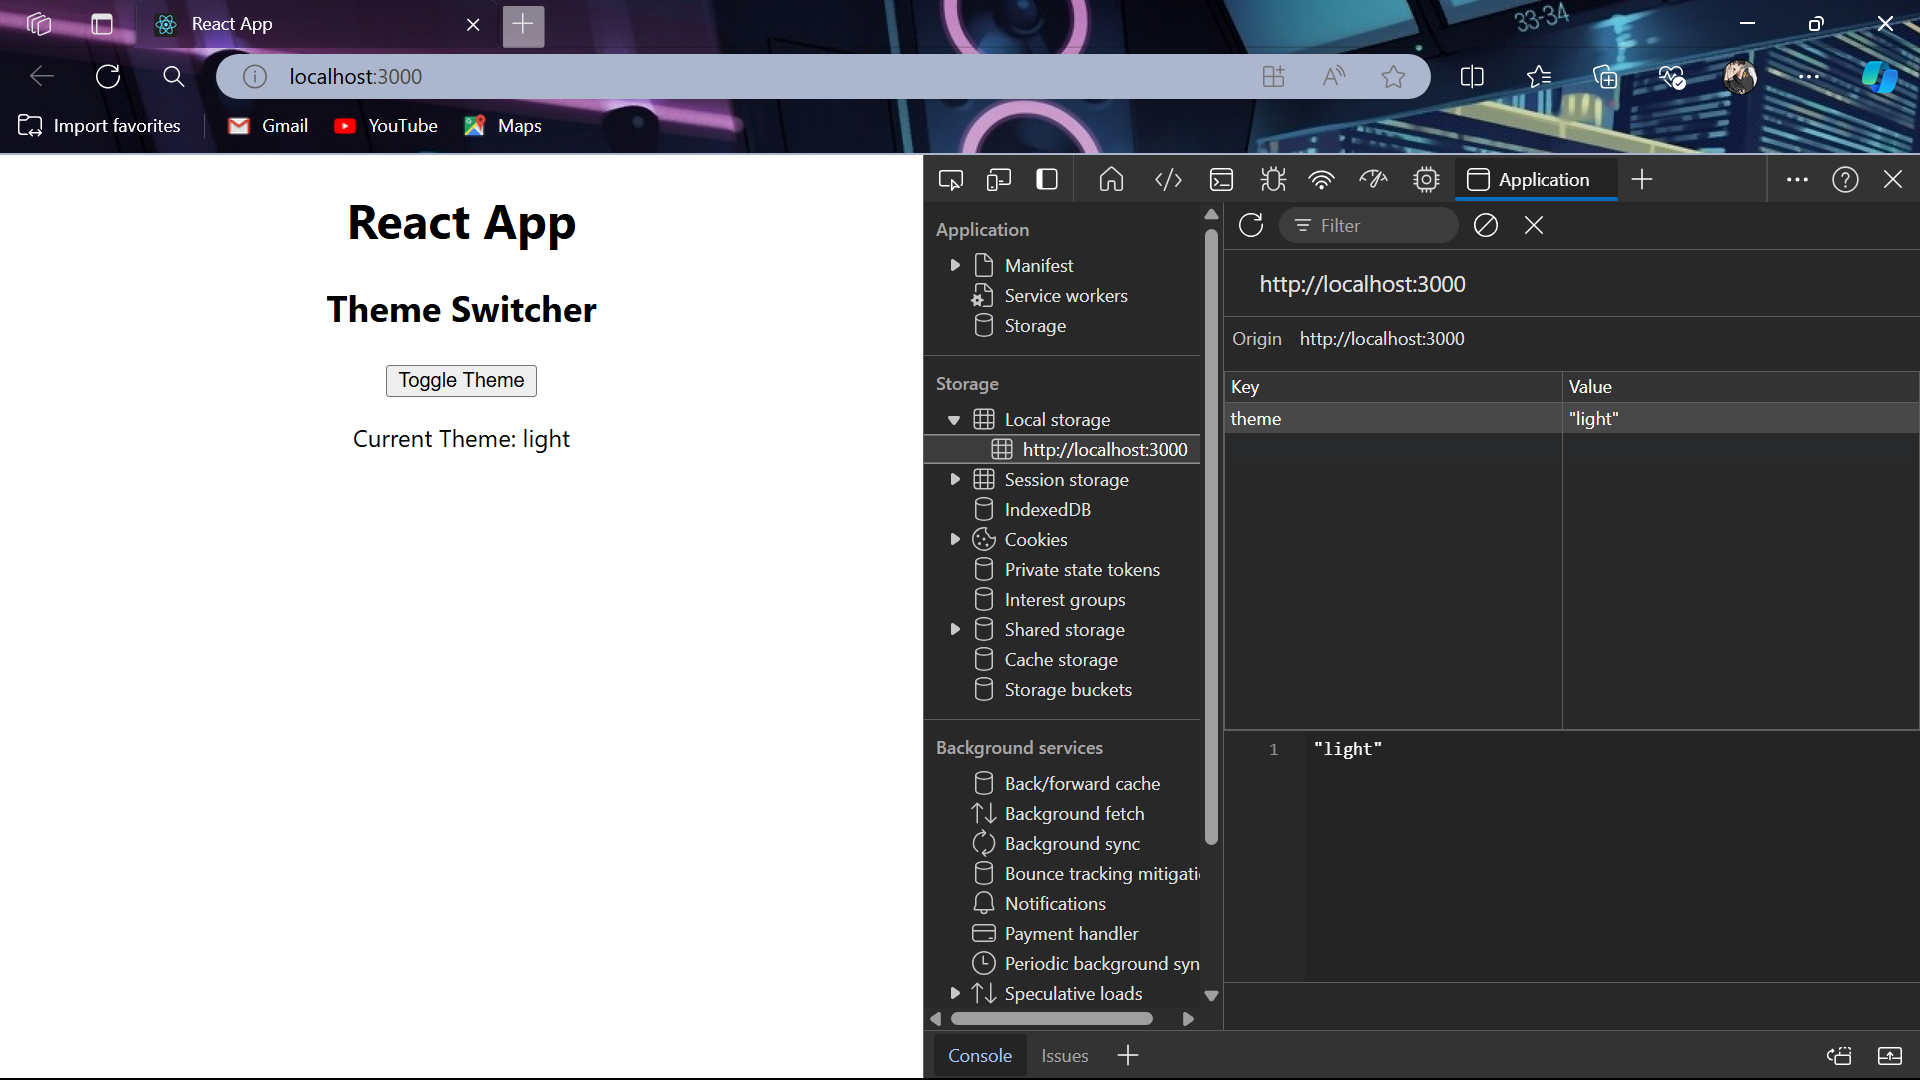 React App
33-34
localhost:3000
Import favorites
Gmail
YouTube
Maps
React App
Theme Switcher
Toggle Theme
Current Theme: light
Application
Application
Manifest
Service workers
Storage
Storage
Local storage
http://localhost:3000
Session storage
IndexedDB
Cookies
Private state tokens
Interest groups
Shared storage
Cache storage
Storage buckets
Background services
Back/forward cache
Background fetch
Background sync
Bounce tracking mitigati
Notifications
Payment handler
Periodic background syn
Speculative loads
Filter
http://localhost:3000
Origin http://localhost:3000
Key Value
theme "light"
1 "light"
Console
Issues